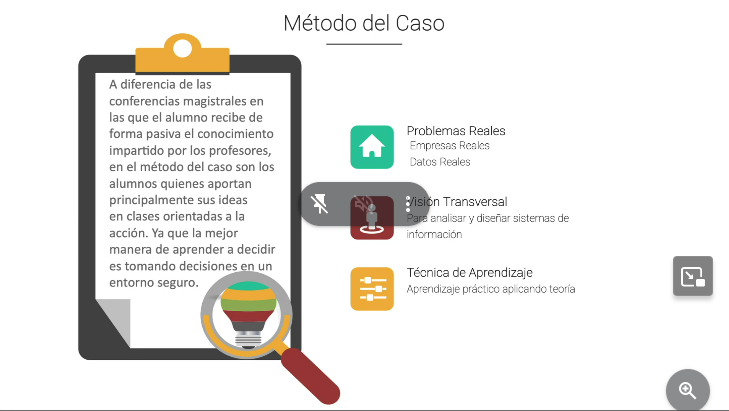 Método del Caso
A diferencia de las
conferencias magistrales en
las que el alumno recibe de
forma pasiva el conocimiento
impartido por los profesores,
en el método del caso son los
alumnos quienes aportan
principalmente sus ideas
en clases orientadas a la
acción. Ya que la mejor
manera de aprender a decidir
es tomando decisiones en un
entorno seguro.
Problemas Reales
Empresas Reales
Datos Reales
Visión Transversal
Para analisar y diseñar sistemas de
información
Técnica de Aprendizaje
Aprendizaje práctico aplicando teoría